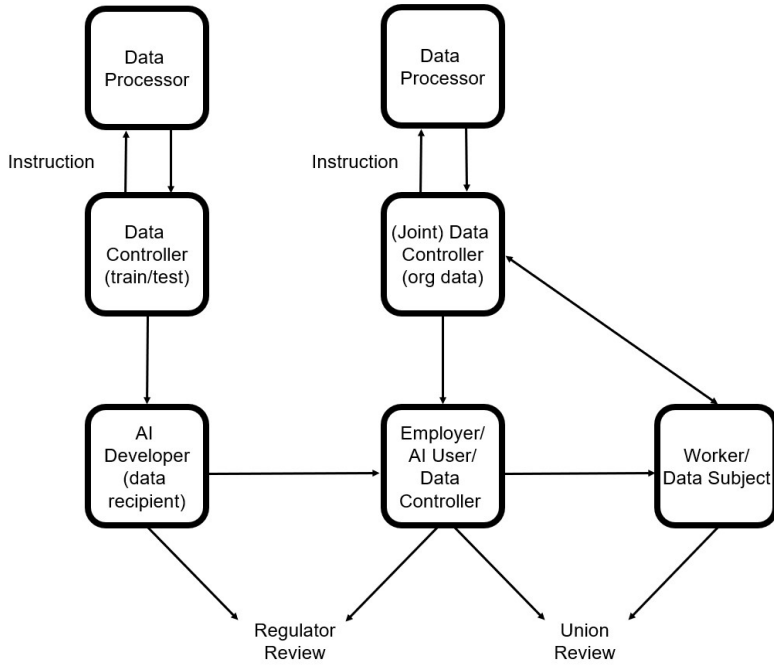 Data
Processor
Data
Processor
Instruction
Instruction
Data
Controller
(train/test)
(Joint) Data
Controller
(org data)
AI
Developer
(data
recipient)
Employer/
AI User/
Data
Controller
Worker/
Data Subject
Regulator
Review
Union
Review